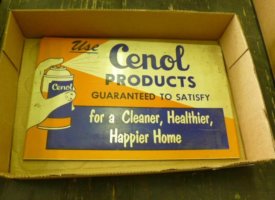 Use
Cenol
PRODUCTS
GUARANTEED TO SATISFY
Cenol
for a Cleaner, Healthier,
Happier Home